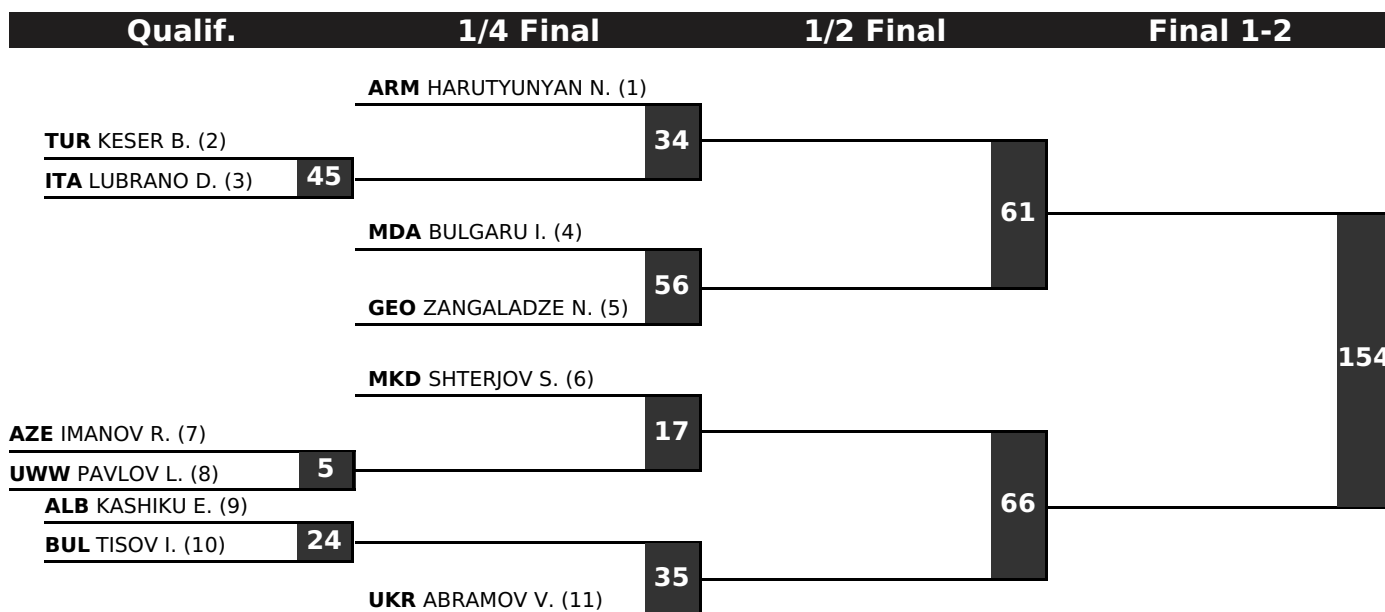 Qualif. 1/4 Final 1/2 Final Final 1-2
ARM HARUTYUNYAN N. (1)
34
TUR KESER B. (2)
45
ITA LUBRANO D. (3)
61
MDA BULGARU I. (4)
56
GEO ZANGALADZE N. (5)
154
MKD SHTERJOV S. (6)
17
AZE IMANOV R. (7)
5
UWW PAVLOV L. (8)
66
ALB KASHIKU E. (9)
24
BUL TISOV I. (10)
35
UKR ABRAMOV V. (11)